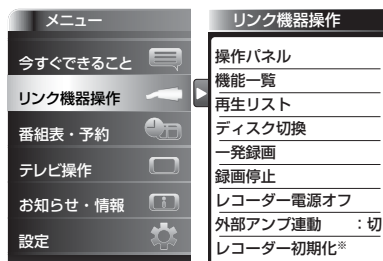 メニュー
今すぐできること
リンク機器操作
番組表・予約
テレビ操作
お知らせ・情報
設定
リンク機器操作
操作パネル
機能一覧
再生リスト
ディスク切換
一発録画
録画停止
レコーダー電源オフ
外部アンプ連動 :切
レコーダー初期化※